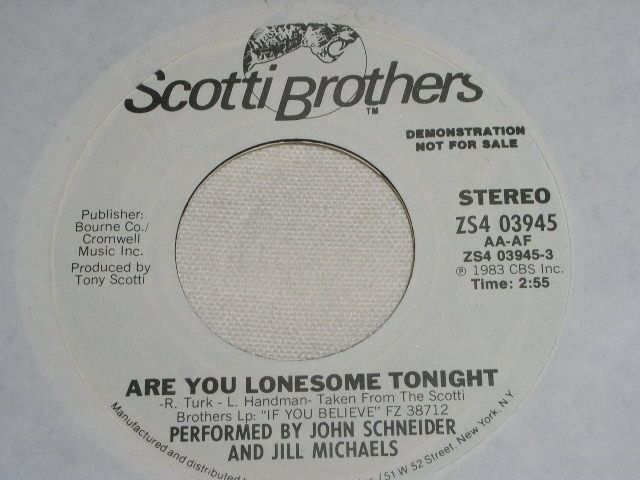 Scotti Brothers
TM
DEMONSTRATION
NOT FOR SALE
STEREO
ZS4 03945
AA-AF
ZS4 03945-3
℗ 1983 CBS Inc.
Time: 2:55
Publisher:
Bourne Co./
Cromwell
Music Inc.
Produced by
Tony Scotti
ARE YOU LONESOME TONIGHT
-R. Turk - L. Handman- Taken From The Scotti
Brothers Lp: "IF YOU BELIEVE" FZ 38712
PERFORMED BY JOHN SCHNEIDER
AND JILL MICHAELS
Manufactured and distributed /51 W 52 Street, New York, N.Y